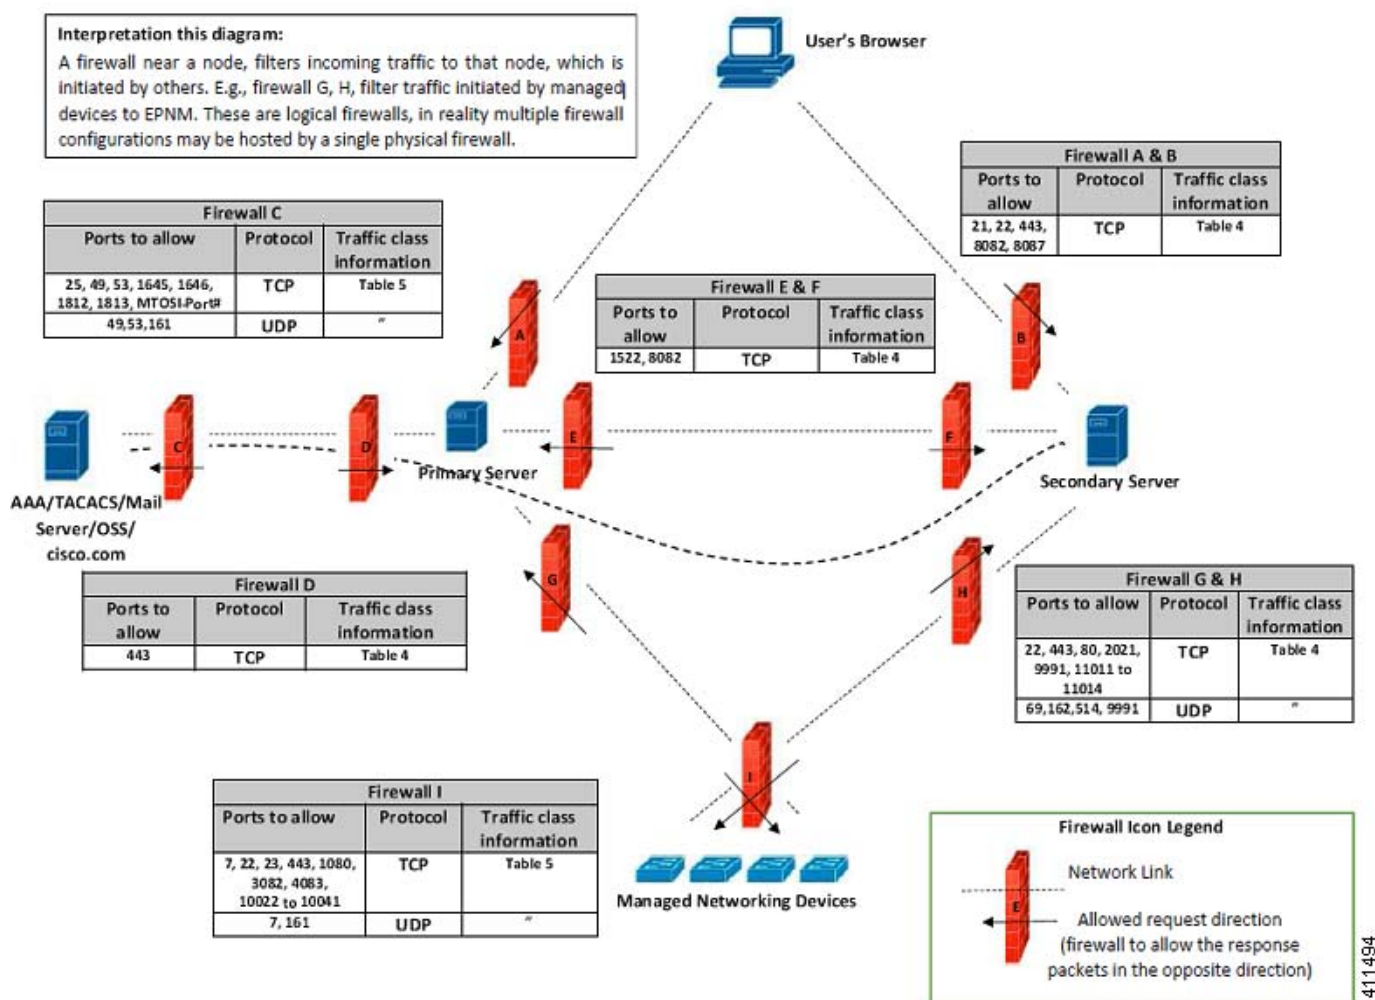 Interpretation this diagram:
A firewall near a node, filters incoming traffic to that node, which is
initiated by others. E.g., firewall G, H, filter traffic initiated by managed
devices to EPNM. These are logical firewalls, in reality multiple firewall
configurations may be hosted by a single physical firewall.
User's Browser
Firewall A & B
Ports to allow Protocol Traffic class information
21, 22, 443, 8082, 8087 TCP Table 4
Firewall C
Ports to allow Protocol Traffic class information
25, 49, 53, 1645, 1646, 1812, 1813, MTOSI-Port# TCP Table 5
49,53,161 UDP "
Firewall E & F
Ports to allow Protocol Traffic class information
1522, 8082 TCP Table 4
A
B
C
D
E
F
Primary Server
Secondary Server
AAA/TACACS/Mail
Server/OSS/
cisco.com
G
H
Firewall D
Ports to allow Protocol Traffic class information
443 TCP Table 4
Firewall G & H
Ports to allow Protocol Traffic class information
22, 443, 80, 2021, 9991, 11011 to 11014 TCP Table 4
69,162,514, 9991 UDP "
I
Firewall I
Ports to allow Protocol Traffic class information
7, 22, 23, 443, 1080, 3082, 4083, 10022 to 10041 TCP Table 5
7, 161 UDP "
Managed Networking Devices
Firewall Icon Legend
Network Link
E
Allowed request direction
(firewall to allow the response
packets in the opposite direction)
411494